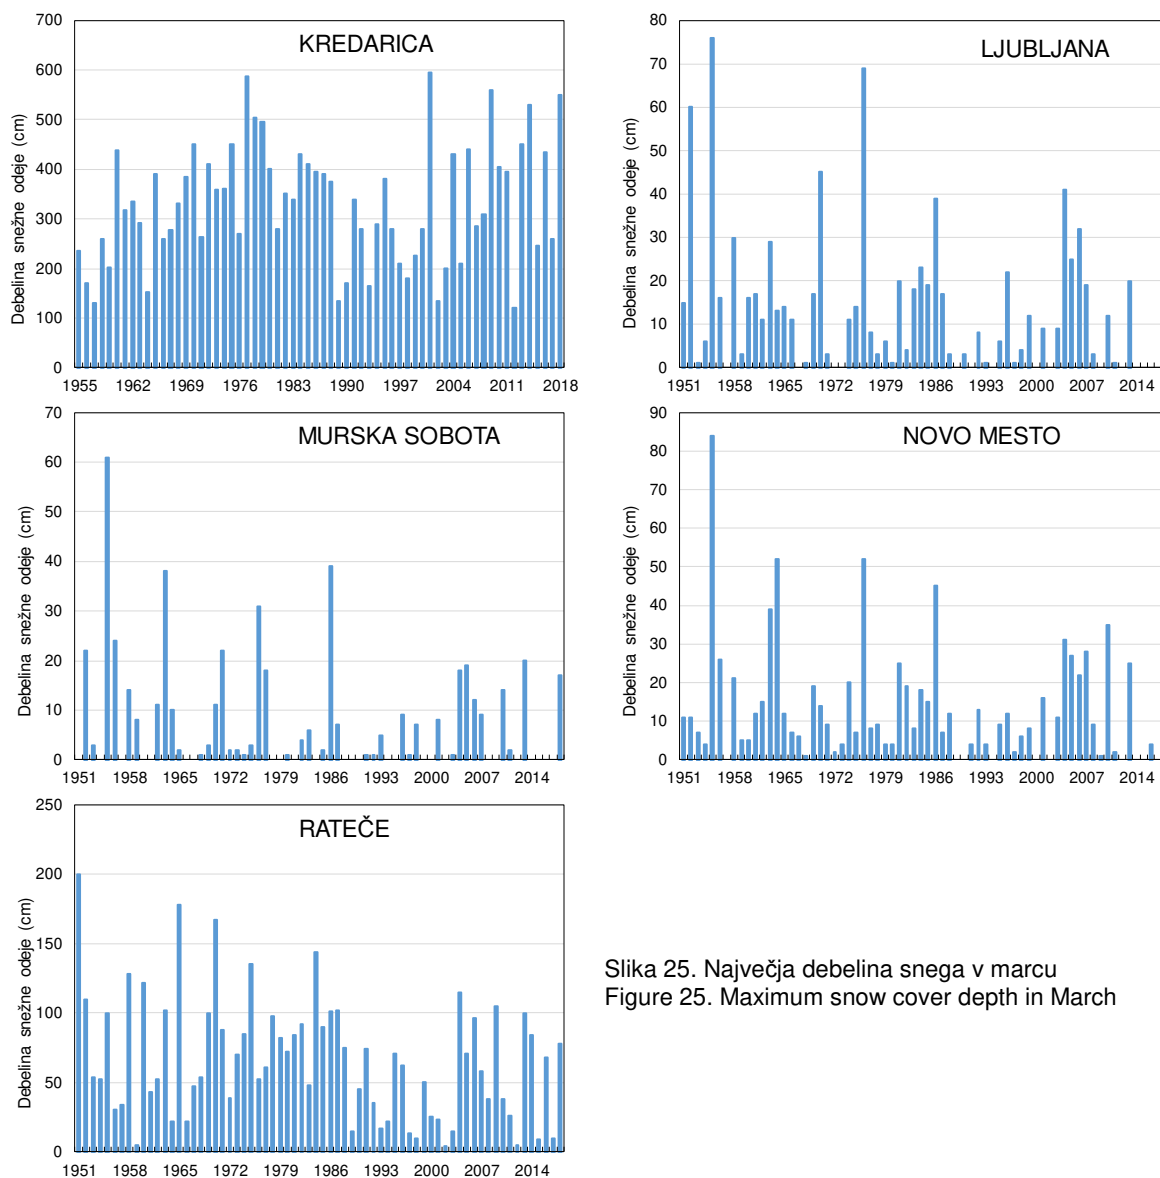 KREDARICA
Debelina snežne odeje (cm)
700
600
500
400
300
200
100
0
1955 1962 1969 1976 1983 1990 1997 2004 2011 2018
LJUBLJANA
Debelina snežne odeje (cm)
80
70
60
50
40
30
20
10
0
1951 1958 1965 1972 1979 1986 1993 2000 2007 2014
MURSKA SOBOTA
Debelina snežne odeje (cm)
70
60
50
40
30
20
10
0
1951 1958 1965 1972 1979 1986 1993 2000 2007 2014
NOVO MESTO
Debelina snežne odeje (cm)
90
80
70
60
50
40
30
20
10
0
1951 1958 1965 1972 1979 1986 1993 2000 2007 2014
RATEČE
Debelina snežne odeje (cm)
250
200
150
100
50
0
1951 1958 1965 1972 1979 1986 1993 2000 2007 2014
Slika 25. Največja debelina snega v marcu
Figure 25. Maximum snow cover depth in March